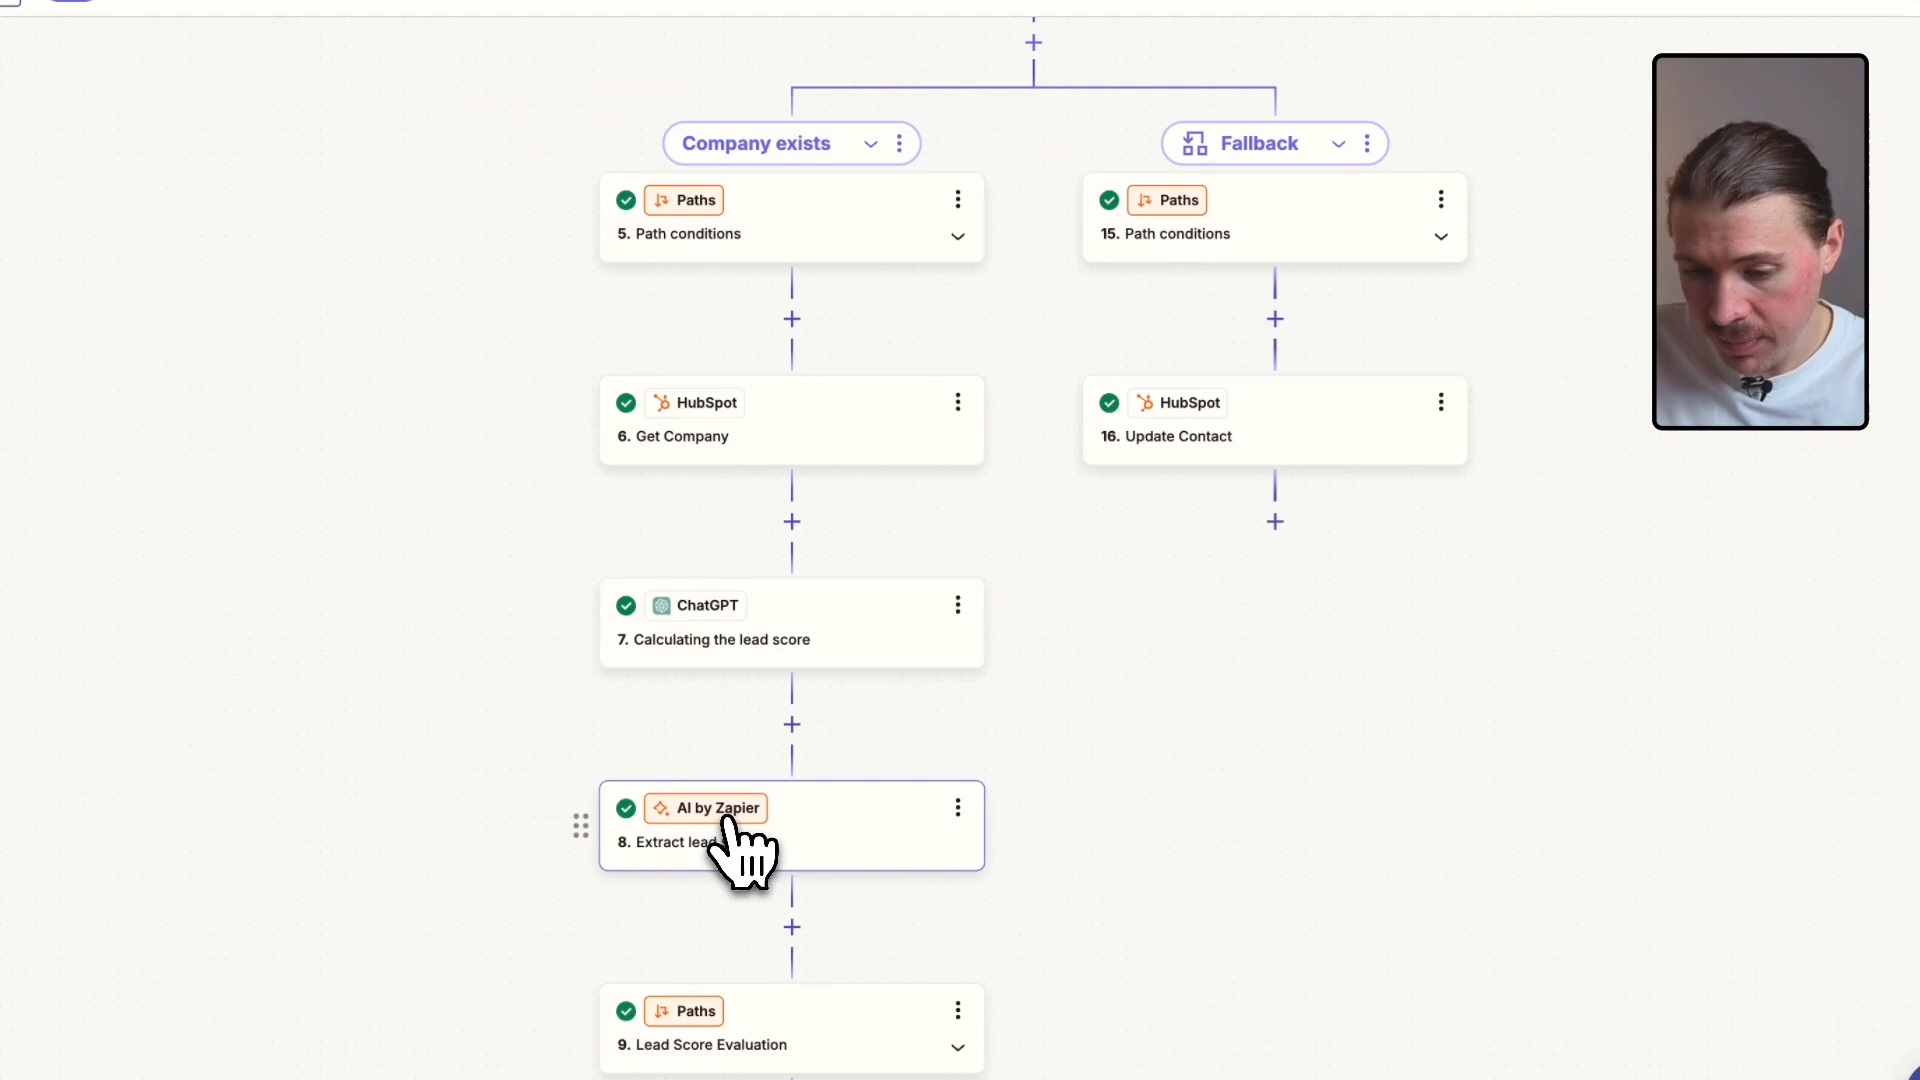 Company exists
Fallback
Paths
5. Path conditions
Paths
15. Path conditions
HubSpot
6. Get Company
HubSpot
16. Update Contact
ChatGPT
7. Calculating the lead score
AI by Zapier
8. Extract lead
Paths
9. Lead Score Evaluation